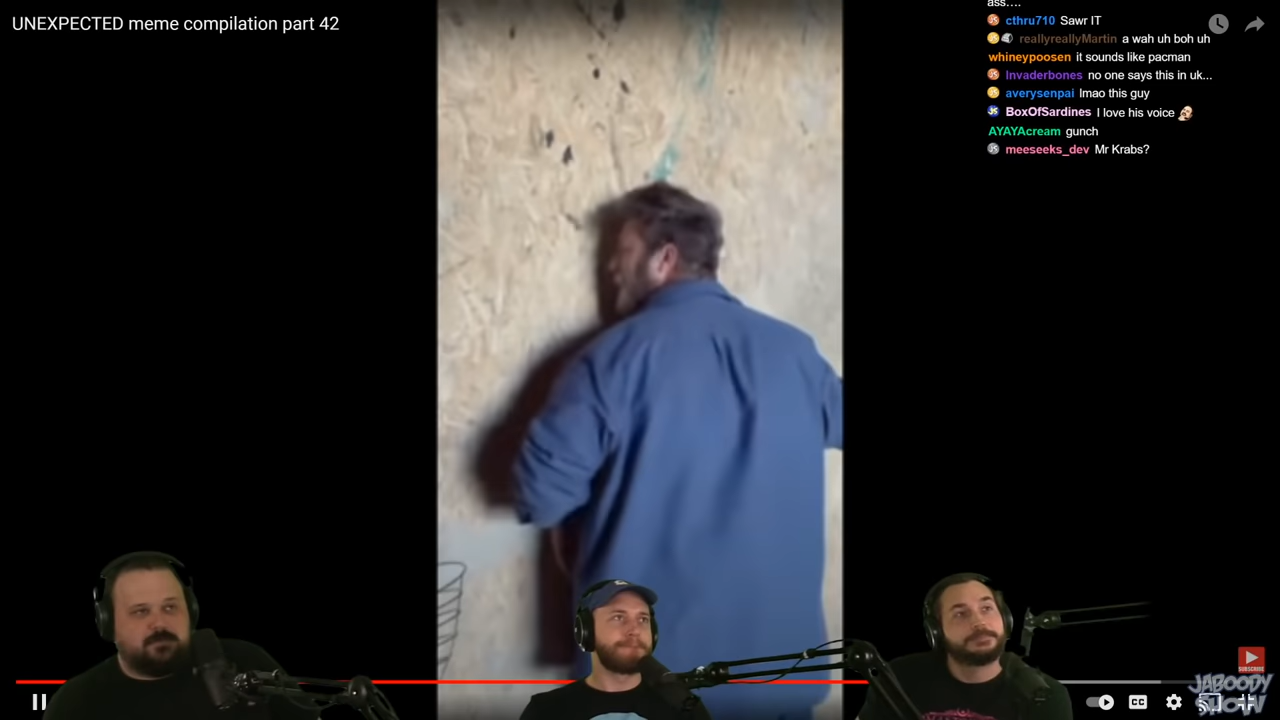 UNEXPECTED meme compilation part 42
ass....
cthru710 Sawr IT
reallyreallyMartin a wah uh boh uh
whineypoosen it sounds like pacman
Invaderbones no one says this in uk...
averysenpai lmao this guy
BoxOfSardines I love his voice
AYAYAcream gunch
meeseeks_dev Mr Krabs?
SUBSCRIBE
JABOODY
SHOW
CC